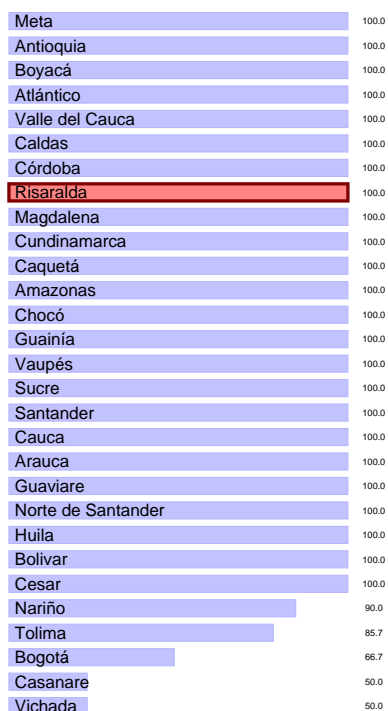 Meta 100.0
Antioquia 100.0
Boyacá 100.0
Atlántico 100.0
Valle del Cauca 100.0
Caldas 100.0
Córdoba 100.0
Risaralda 100.0
Magdalena 100.0
Cundinamarca 100.0
Caquetá 100.0
Amazonas 100.0
Chocó 100.0
Guainía 100.0
Vaupés 100.0
Sucre 100.0
Santander 100.0
Cauca 100.0
Arauca 100.0
Guaviare 100.0
Norte de Santander 100.0
Huila 100.0
Bolivar 100.0
Cesar 100.0
Nariño 90.0
Tolima 85.7
Bogotá 66.7
Casanare 50.0
Vichada 50.0